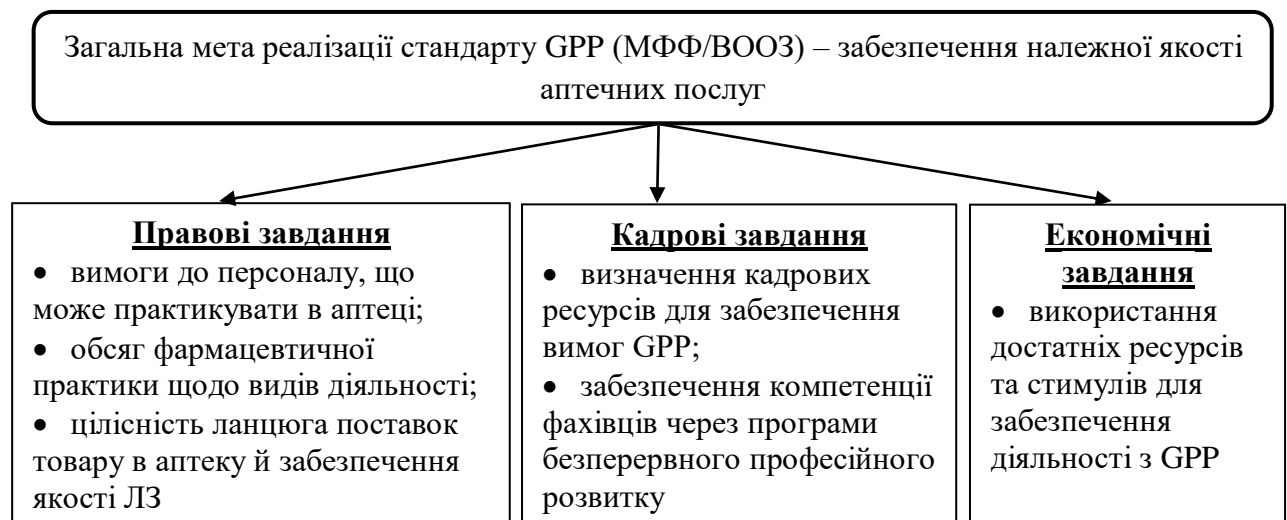 Загальна мета реалізації стандарту GPP (МФФ/ВООЗ) – забезпечення належної якості
аптечних послуг
Правові завдання
• вимоги до персоналу, що
може практикувати в аптеці;
• обсяг фармацевтичної
практики щодо видів діяльності;
• цілісність ланцюга поставок
товару в аптеку й забезпечення
якості ЛЗ
Кадрові завдання
• визначення кадрових
ресурсів для забезпечення
вимог GPP;
• забезпечення компетенції
фахівців через програми
безперервного професійного
розвитку
Економічні
завдання
• використання
достатніх ресурсів
та стимулів для
забезпечення
діяльності з GPP